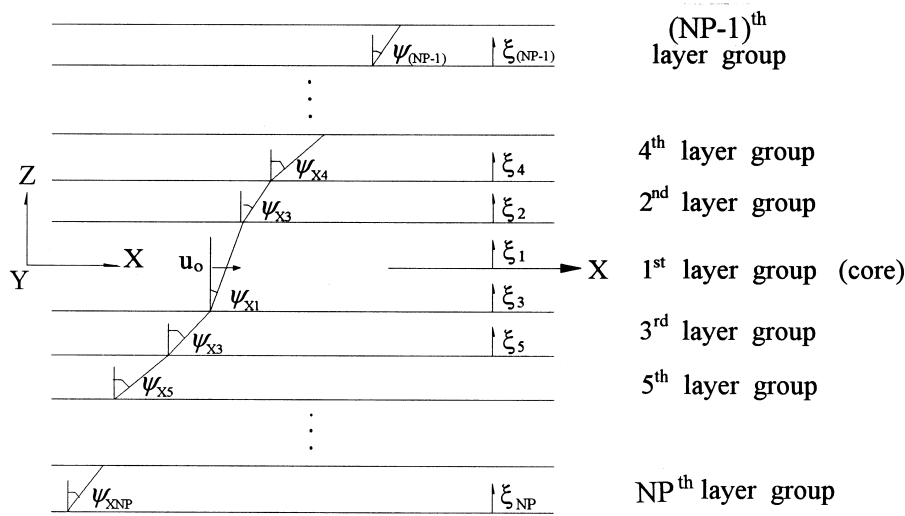 (NP-1)th
ψ(NP-1) ξ(NP-1) layer group
ψX4 ξ4 4th layer group
Z
ψX3 ξ2 2nd layer group
X uo ξ1 X 1st layer group (core)
Y
ψX1 ξ3
ψX3 ξ5 3rd layer group
ψX5 5th layer group
ψXNP ξNP NPth layer group